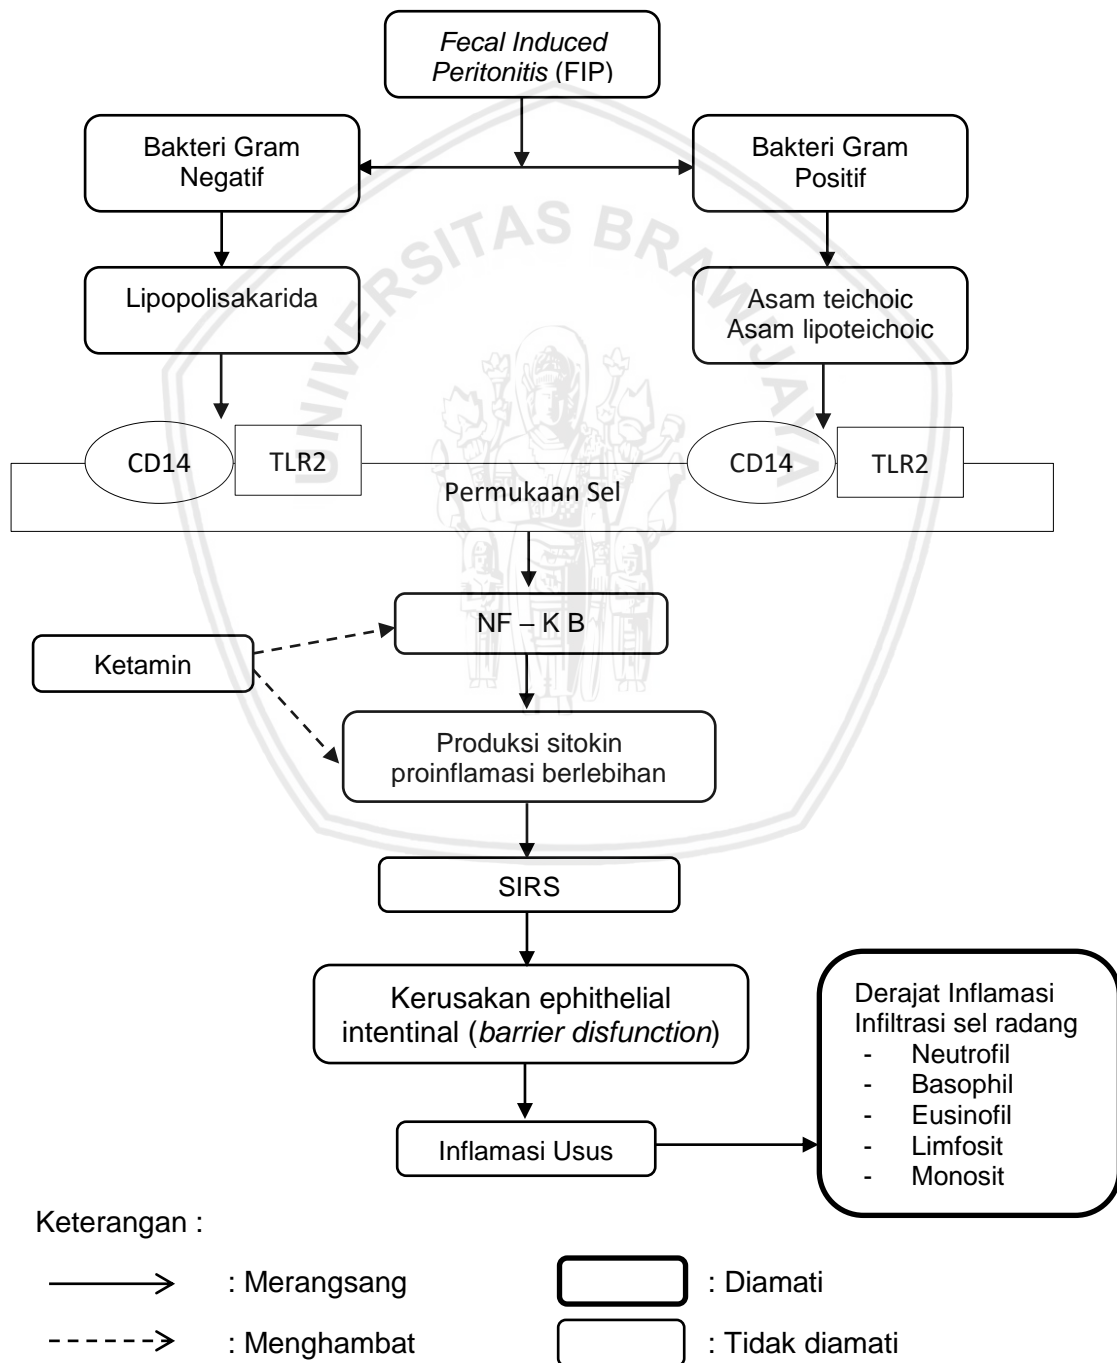 Fecal Induced
Peritonitis (FIP)
Bakteri Gram
Negatif
Bakteri Gram
Positif
UNIVERSITAS BRAWIJAYA
Lipopolisakarida
Asam teichoic
Asam lipoteichoic
CD14
TLR2
CD14
TLR2
Permukaan Sel
NF – K B
Ketamin
Produksi sitokin
proinflamasi berlebihan
SIRS
Kerusakan ephithelial
intentinal (barrier disfunction)
Derajat Inflamasi
Infiltrasi sel radang
- Neutrofil
- Basophil
- Eusinofil
- Limfosit
- Monosit
Inflamasi Usus
Keterangan :
: Merangsang
: Diamati
: Menghambat
: Tidak diamati